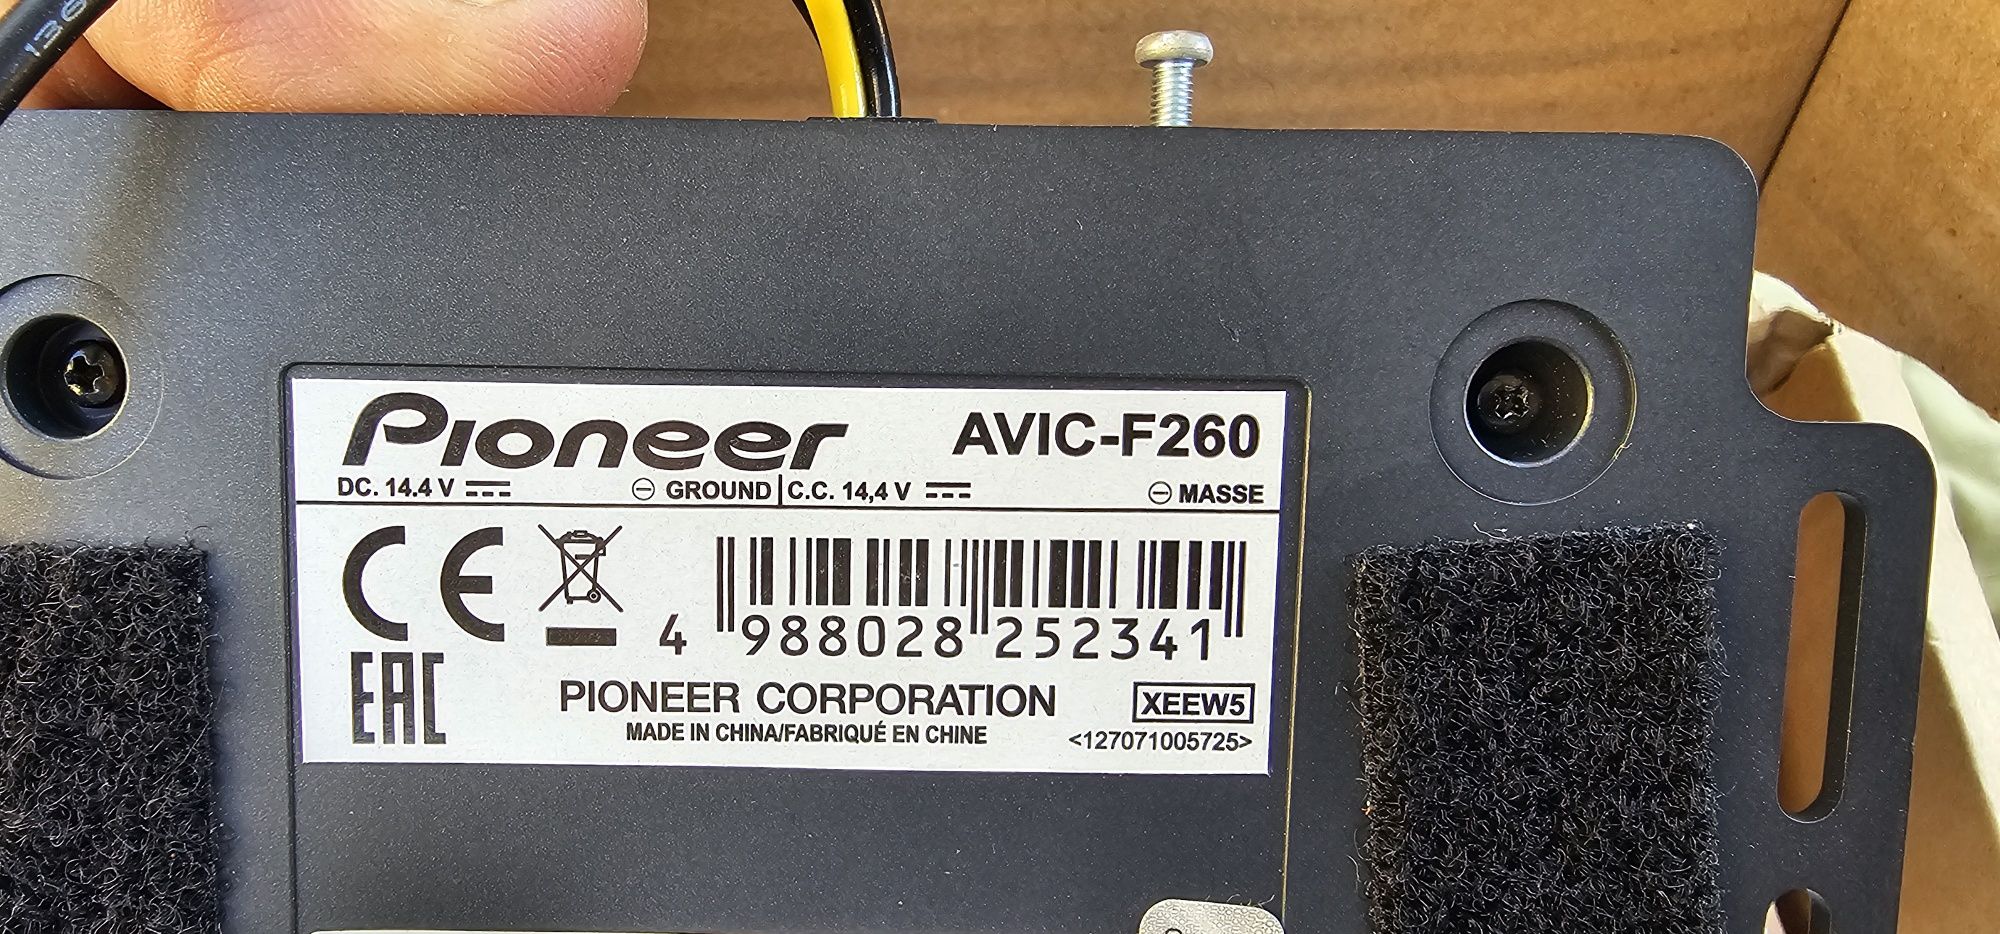 136
Pioneer AVIC-F260
DC. 14.4 V ⊖ GROUND | C.C. 14,4 V ⊖ MASSE
CE
4 988028 252341
EAC
PIONEER CORPORATION XEEW5
MADE IN CHINA/FABRIQUÉ EN CHINE <127071005725>